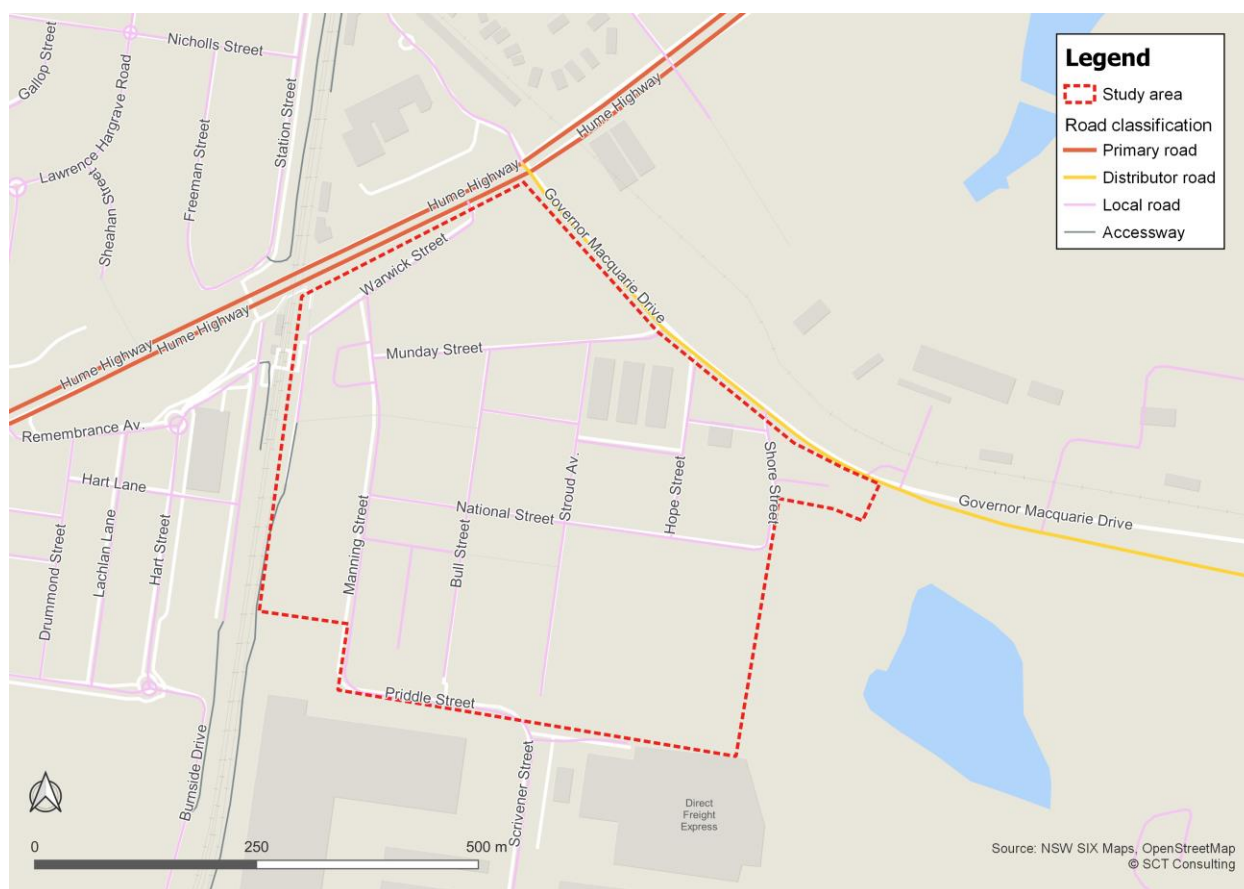 Nicholls Street
Gallop Street
Lawrence Hargrave Road
Station Street
Freeman Street
Sheahan Street
Hume Highway
Hume Highway
Hume Highway
Hume Highway
Warwick Street
Governor Macquarie Drive
Munday Street
Remembrance Av.
Hart Lane
Drummond Street
Lachlan Lane
Hart Street
Manning Street
National Street
Bull Street
Stroud Av.
Hope Street
Shore Street
Governor Macquarie Drive
Priddle Street
Burnside Drive
Scrivener Street
Direct
Freight
Express
Legend
Study area
Road classification
Primary road
Distributor road
Local road
Accessway
0 250 500 m
Source: NSW SIX Maps, OpenStreetMap
© SCT Consulting